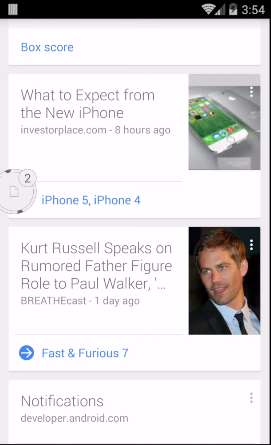 3:54
Box score
What to Expect from
the New iPhone
investorplace.com - 8 hours ago
2
iPhone 5, iPhone 4
Kurt Russell Speaks on
Rumored Father Figure
Role to Paul Walker, '...
BREATHEcast - 1 day ago
Fast & Furious 7
Notifications
developer.android.com